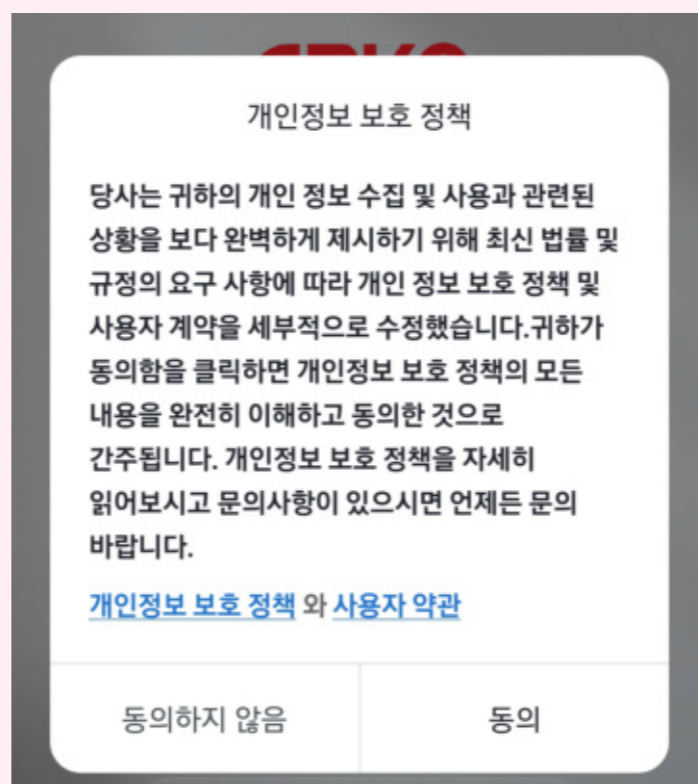 개인정보 보호 정책
당사는 귀하의 개인 정보 수집 및 사용과 관련된
상황을 보다 완벽하게 제시하기 위해 최신 법률 및
규정의 요구 사항에 따라 개인 정보 보호 정책 및
사용자 계약을 세부적으로 수정했습니다.귀하가
동의함을 클릭하면 개인정보 보호 정책의 모든
내용을 완전히 이해하고 동의한 것으로
간주됩니다. 개인정보 보호 정책을 자세히
읽어보시고 문의사항이 있으시면 언제든 문의
바랍니다.
개인정보 보호 정책 와 사용자 약관
동의하지 않음 동의